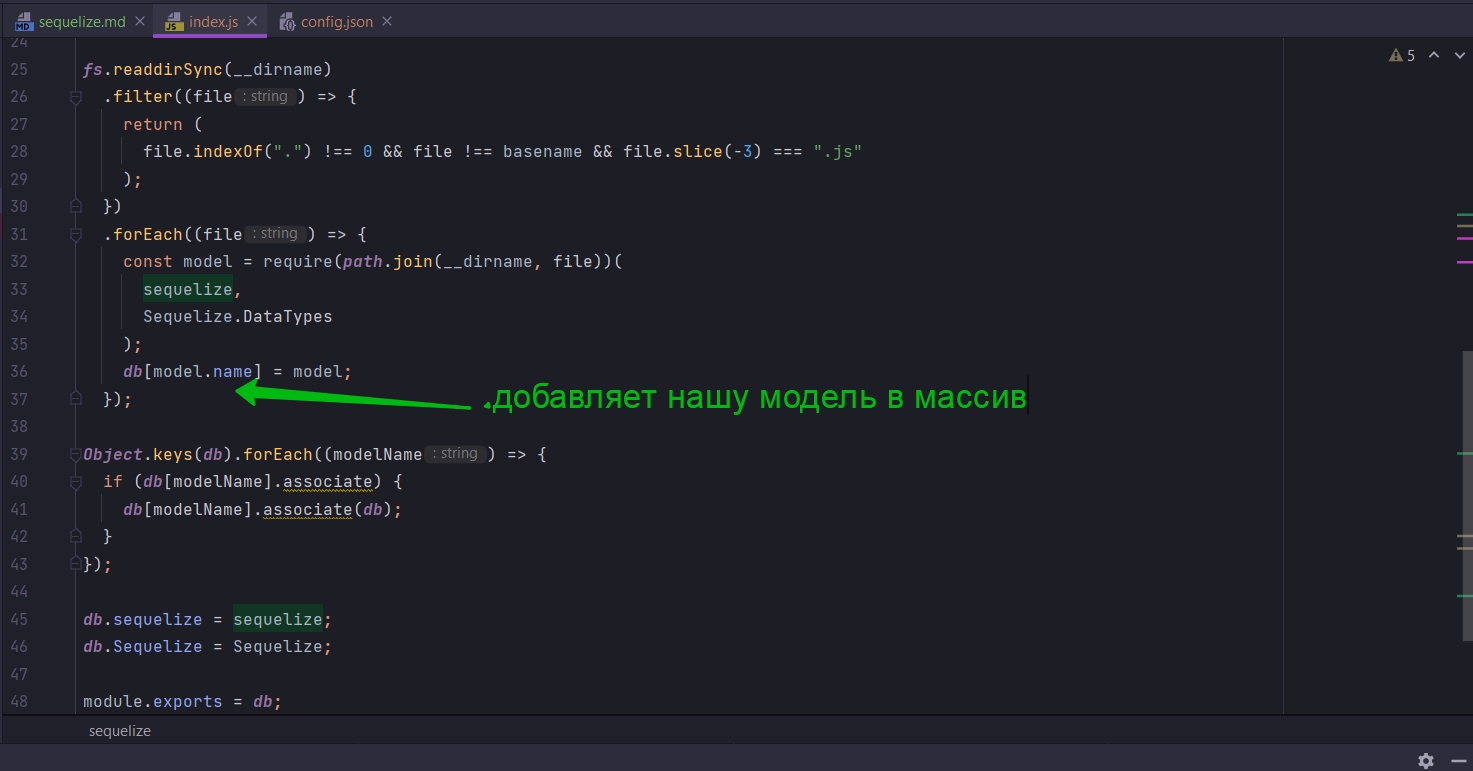 sequelize.md
index.js
config.json
24
5
25 fs.readdirSync(__dirname)
26 .filter((file : string ) => {
27 return (
28 file.indexOf(".") !== 0 && file !== basename && file.slice(-3) === ".js"
29 );
30 })
31 .forEach((file : string ) => {
32 const model = require(path.join(__dirname, file))(
33 sequelize,
34 Sequelize.DataTypes
35 );
36 db[model.name] = model;
.добавляет нашу модель в массив
37 });
38
39 Object.keys(db).forEach((modelName : string ) => {
40 if (db[modelName].associate) {
41 db[modelName].associate(db);
42 }
43 });
44
45 db.sequelize = sequelize;
46 db.Sequelize = Sequelize;
47
48 module.exports = db;
sequelize